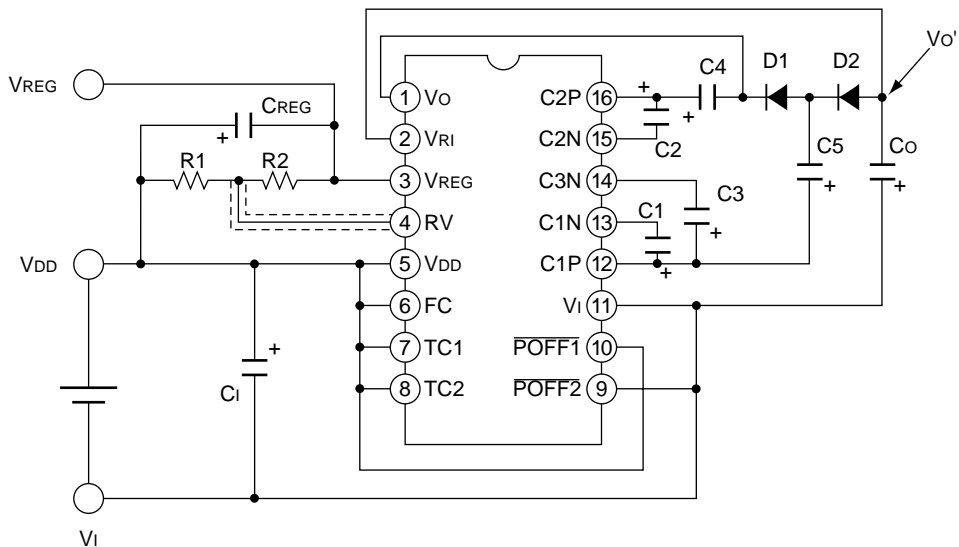 VREG
CREG
+
R1
R2
VDD
CI
+
VI
1
VO
2
VRI
3
VREG
4
RV
5
VDD
6
FC
7
TC1
8
TC2
C2P
16
C2N
15
C3N
14
C1N
13
C1P
12
VI
11
POFF1
10
POFF2
9
+
C2
+
C4
D1
D2
VO'
C1
+
C3
+
C5
+
CO
+